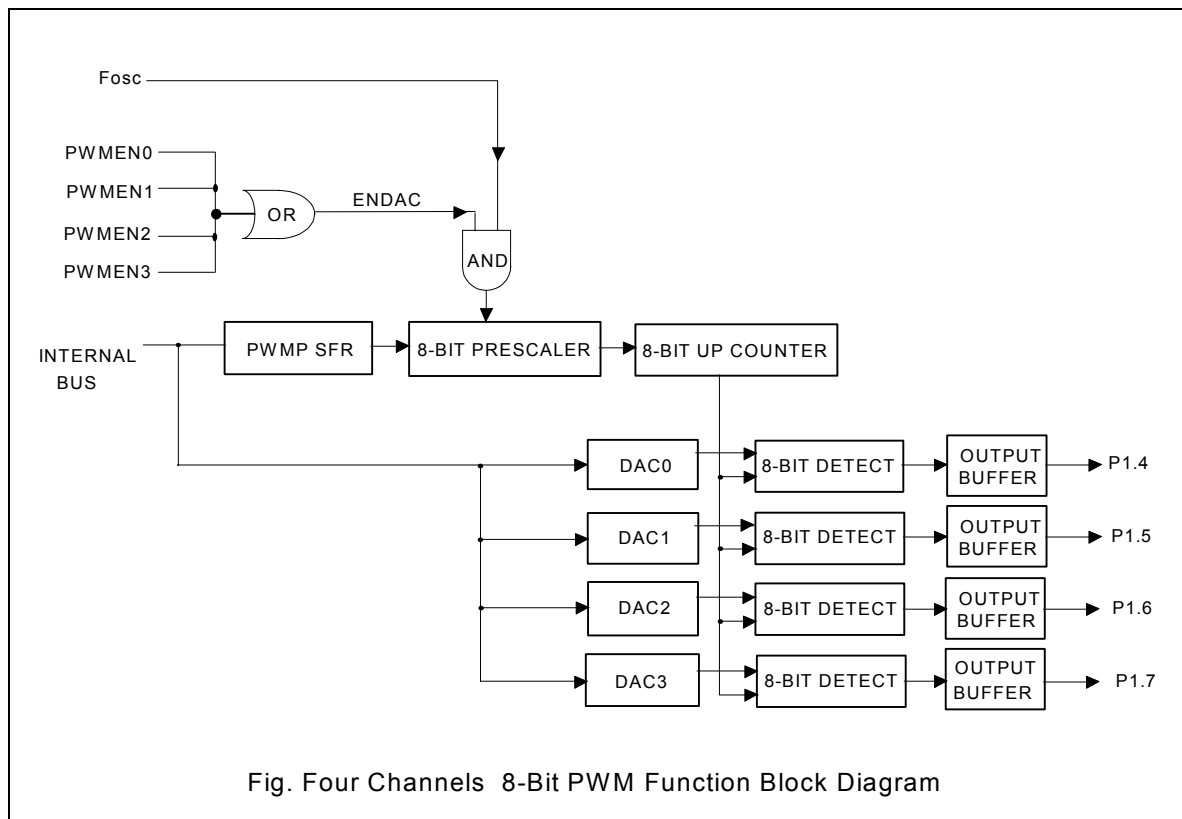 Fosc
PWMEN0
PWMEN1
PWMEN2
PWMEN3
OR
ENDAC
AND
INTERNAL
BUS
PWMP SFR
8-BIT PRESCALER
8-BIT UP COUNTER
DAC0
8-BIT DETECT
OUTPUT
BUFFER
P1.4
DAC1
8-BIT DETECT
OUTPUT
BUFFER
P1.5
DAC2
8-BIT DETECT
OUTPUT
BUFFER
P1.6
DAC3
8-BIT DETECT
OUTPUT
BUFFER
P1.7
Fig. Four Channels 8-Bit PWM Function Block Diagram